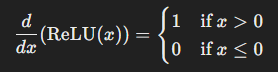 d/dx (ReLU(x)) = { 1 if x > 0
0 if x ≤ 0